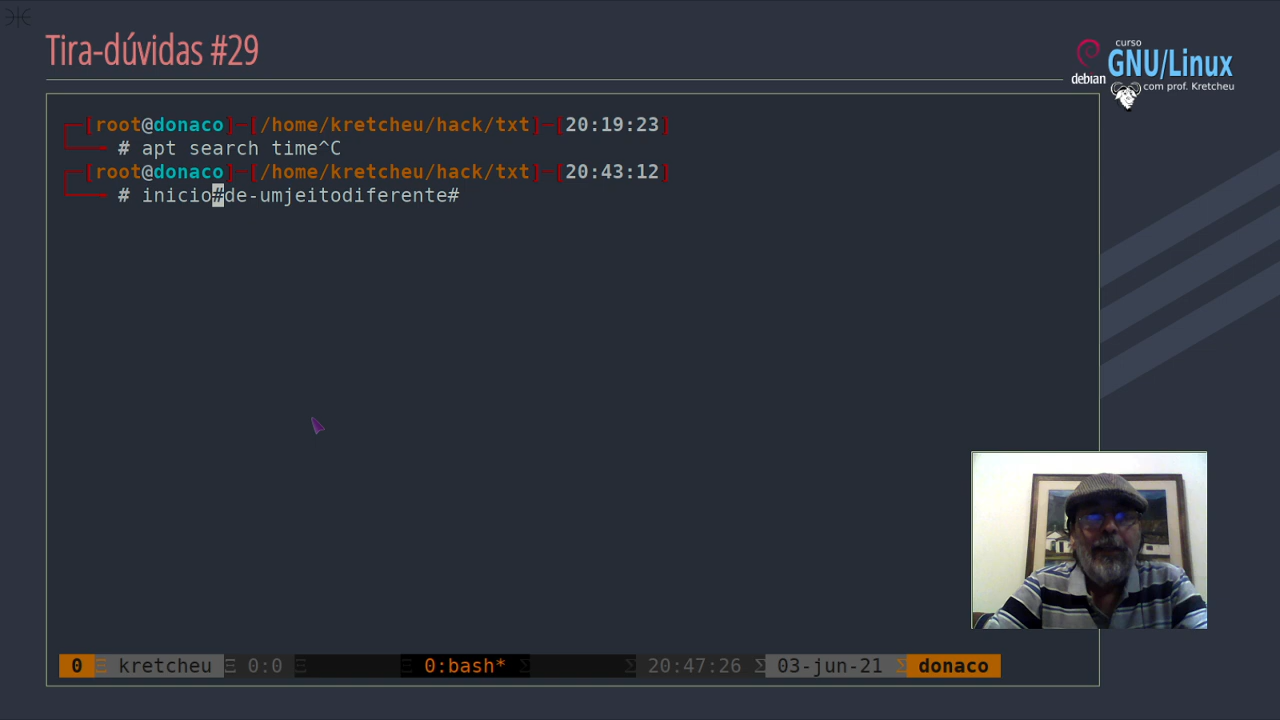 Tira-dúvidas #29
curso
GNU/Linux
debian
com prof. Kretcheu
[root@donaco]-[/home/kretcheu/hack/txt]-[20:19:23]
# apt search time^C
[root@donaco]-[/home/kretcheu/hack/txt]-[20:43:12]
# inicio#de-umjeitodiferente#
0 Ξ kretcheu Ξ 0:0 Ξ Ξ 0:bash* Σ Σ 20:47:26 Σ 03-jun-21 Σ donaco